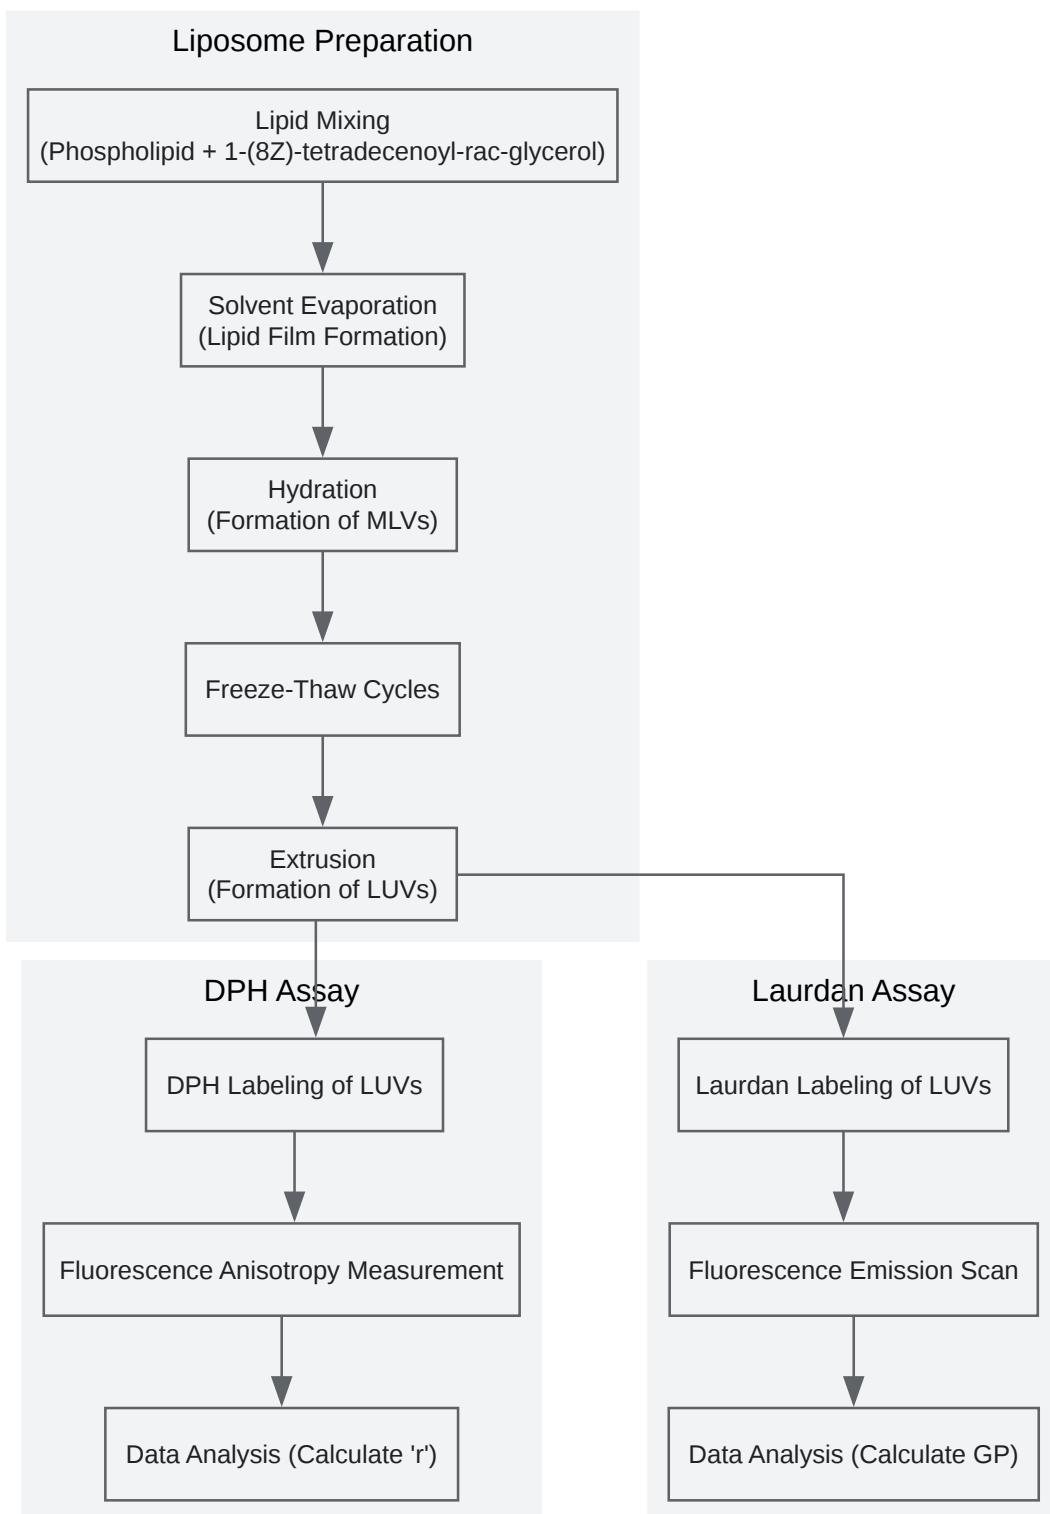 Liposome Preparation
Lipid Mixing
(Phospholipid + 1-(8Z)-tetradecenoyl-rac-glycerol)
Solvent Evaporation
(Lipid Film Formation)
Hydration
(Formation of MLVs)
Freeze-Thaw Cycles
Extrusion
(Formation of LUVs)
DPH Assay
DPH Labeling of LUVs
Fluorescence Anisotropy Measurement
Data Analysis (Calculate 'r')
Laurdan Assay
Laurdan Labeling of LUVs
Fluorescence Emission Scan
Data Analysis (Calculate GP)